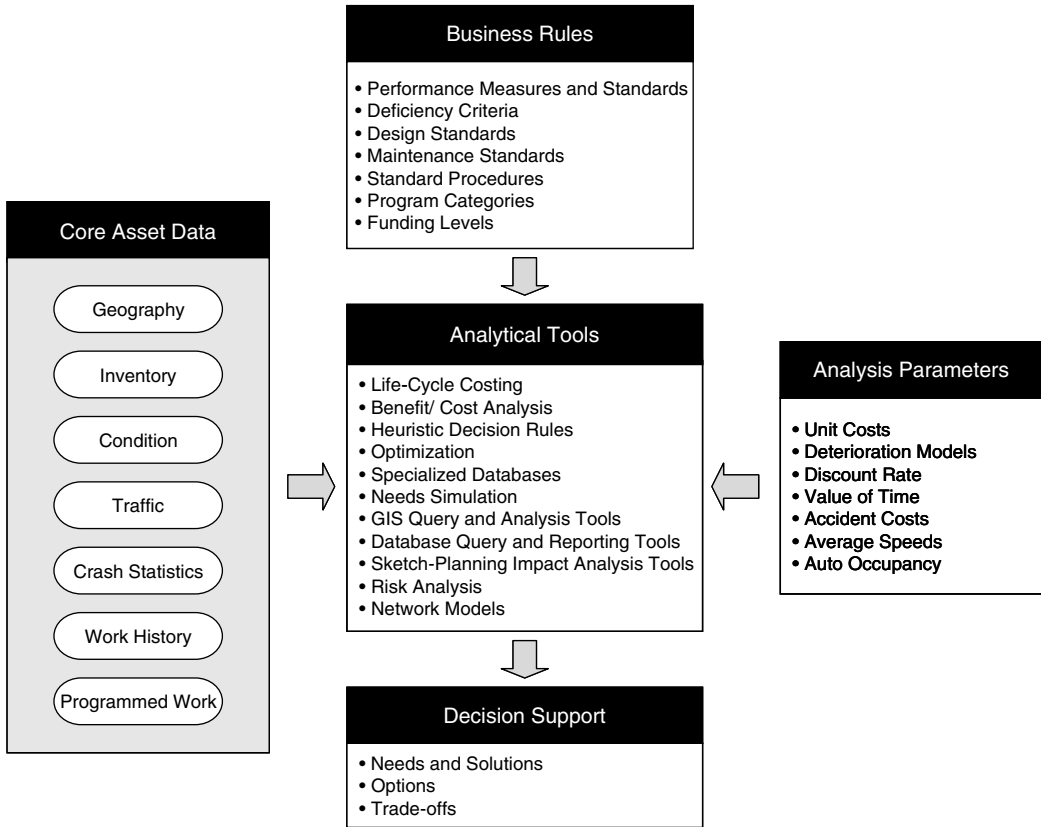 Business Rules
• Performance Measures and Standards
• Deficiency Criteria
• Design Standards
• Maintenance Standards
• Standard Procedures
• Program Categories
• Funding Levels
Core Asset Data
Geography
Inventory
Condition
Traffic
Crash Statistics
Work History
Programmed Work
Analytical Tools
• Life-Cycle Costing
• Benefit/ Cost Analysis
• Heuristic Decision Rules
• Optimization
• Specialized Databases
• Needs Simulation
• GIS Query and Analysis Tools
• Database Query and Reporting Tools
• Sketch-Planning Impact Analysis Tools
• Risk Analysis
• Network Models
Analysis Parameters
• Unit Costs
• Deterioration Models
• Discount Rate
• Value of Time
• Accident Costs
• Average Speeds
• Auto Occupancy
Decision Support
• Needs and Solutions
• Options
• Trade-offs